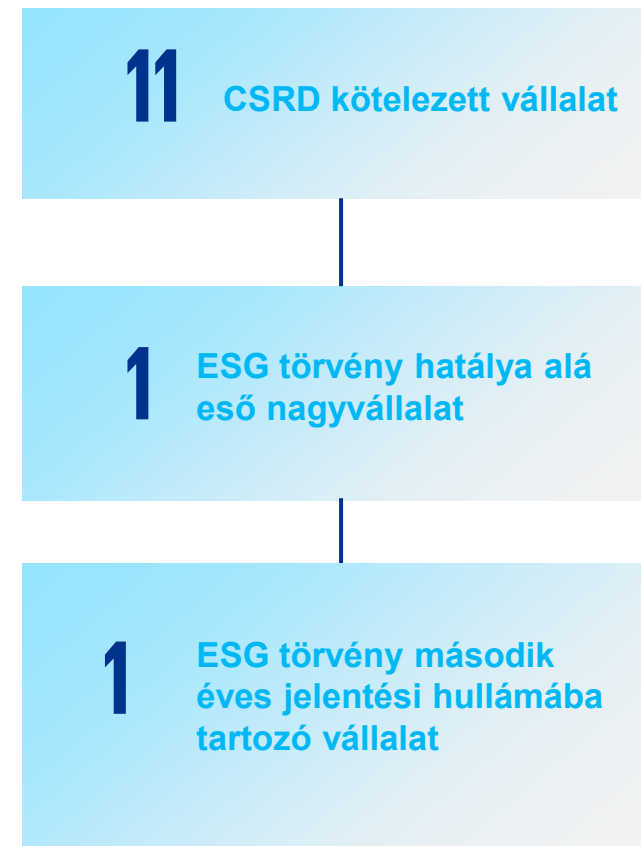 11
CSRD kötelezett vállalat
1
ESG törvény hatálya alá
eső nagyvállalat
1
ESG törvény második
éves jelentési hullámába
tartozó vállalat